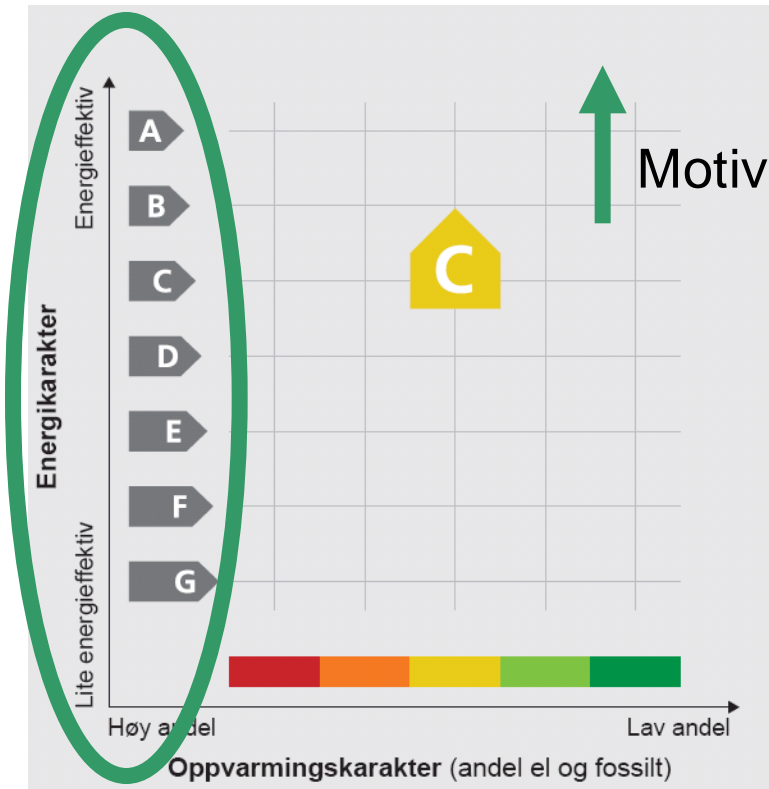 Energieffektiv
A
Motiv
B
C
C
Energikarakter
D
E
F
Lite energieffektiv
G
Høy andel
Lav andel
Oppvarmingskarakter (andel el og fossilt)